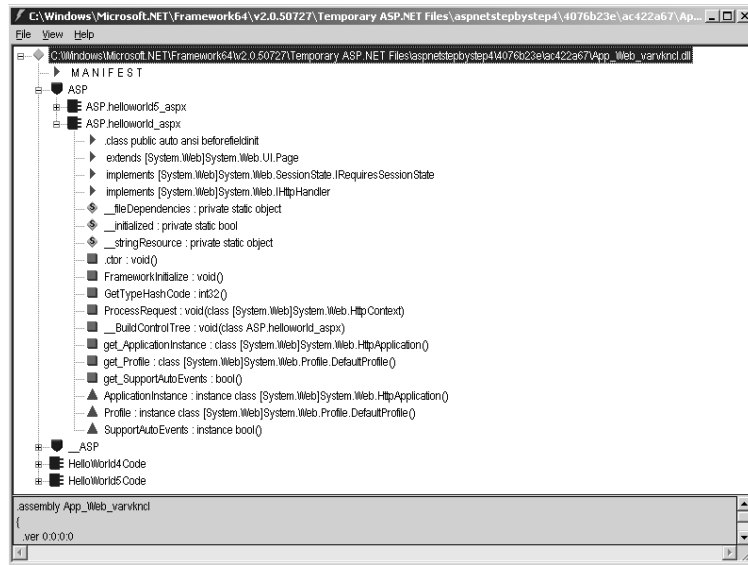 C:\Windows\Microsoft.NET\Framework64\v2.0.50727\Temporary ASP.NET Files\aspnetstepbystep4\4076b23e\ac422a67\Ap...
File View Help
C:\Windows\Microsoft.NET\Framework64\v2.0.50727\Temporary ASP.NET Files\aspnetstepbystep4\4076b23e\ac422a67\App_Web_varvkncl.dll
MANIFEST
ASP
ASP.helloworld5_aspx
ASP.helloworld_aspx
.class public auto ansi beforefieldinit
extends [System.Web]System.Web.UI.Page
implements [System.Web]System.Web.SessionState.IRequiresSessionState
implements [System.Web]System.Web.IHttpHandler
__fileDependencies : private static object
__initialized : private static bool
__stringResource : private static object
.ctor : void()
FrameworkInitialize : void()
GetTypeHashCode : int32()
ProcessRequest : void(class [System.Web]System.Web.HttpContext)
__BuildControlTree : void(class ASP.helloworld_aspx)
get_ApplicationInstance : class [System.Web]System.Web.HttpApplication()
get_Profile : class [System.Web]System.Web.Profile.DefaultProfile()
get_SupportAutoEvents : bool()
ApplicationInstance : instance class [System.Web]System.Web.HttpApplication()
Profile : instance class [System.Web]System.Web.Profile.DefaultProfile()
SupportAutoEvents : instance bool()
__ASP
HelloWorld4Code
HelloWorld5Code
.assembly App_Web_varvkncl
{
.ver 0:0:0:0